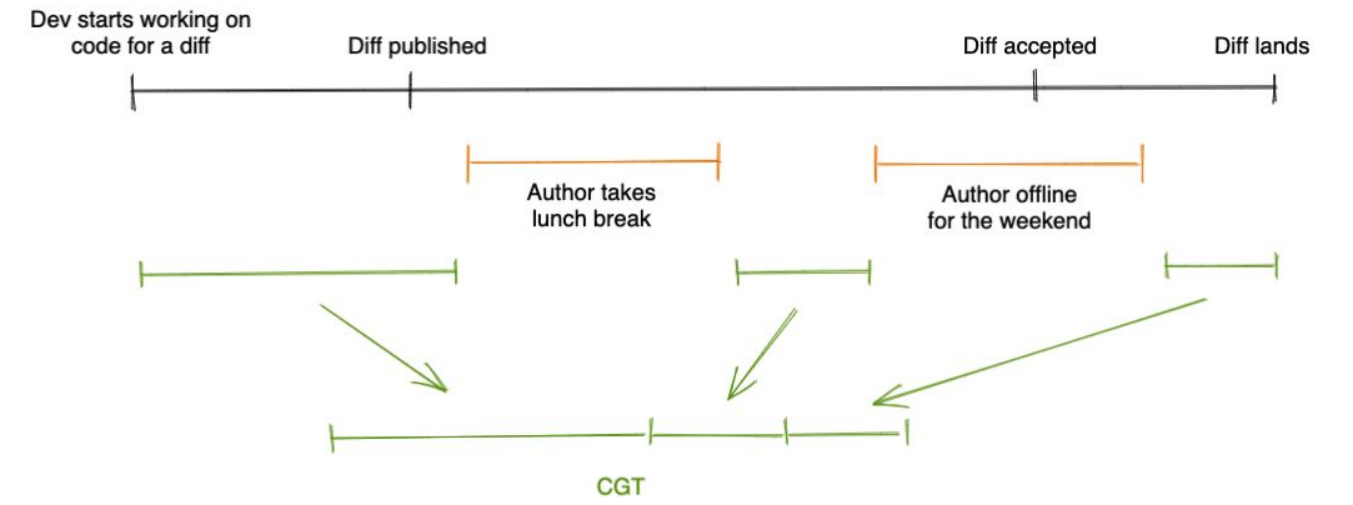 Dev starts working on
code for a diff
Diff published
Diff accepted
Diff lands
Author takes
lunch break
Author offline
for the weekend
CGT